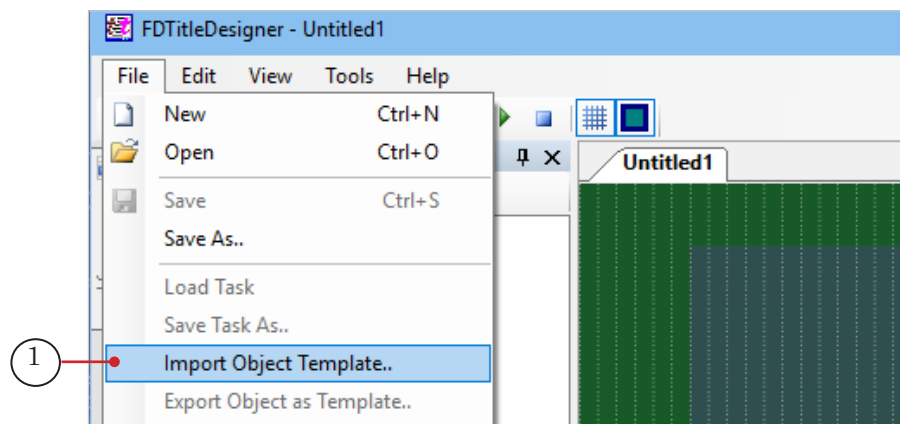 FDTitleDesigner - Untitled1
File Edit View Tools Help
New Ctrl+N
Open Ctrl+O
Untitled1
Save Ctrl+S
Save As..
Load Task
Save Task As..
1 Import Object Template..
Export Object as Template..